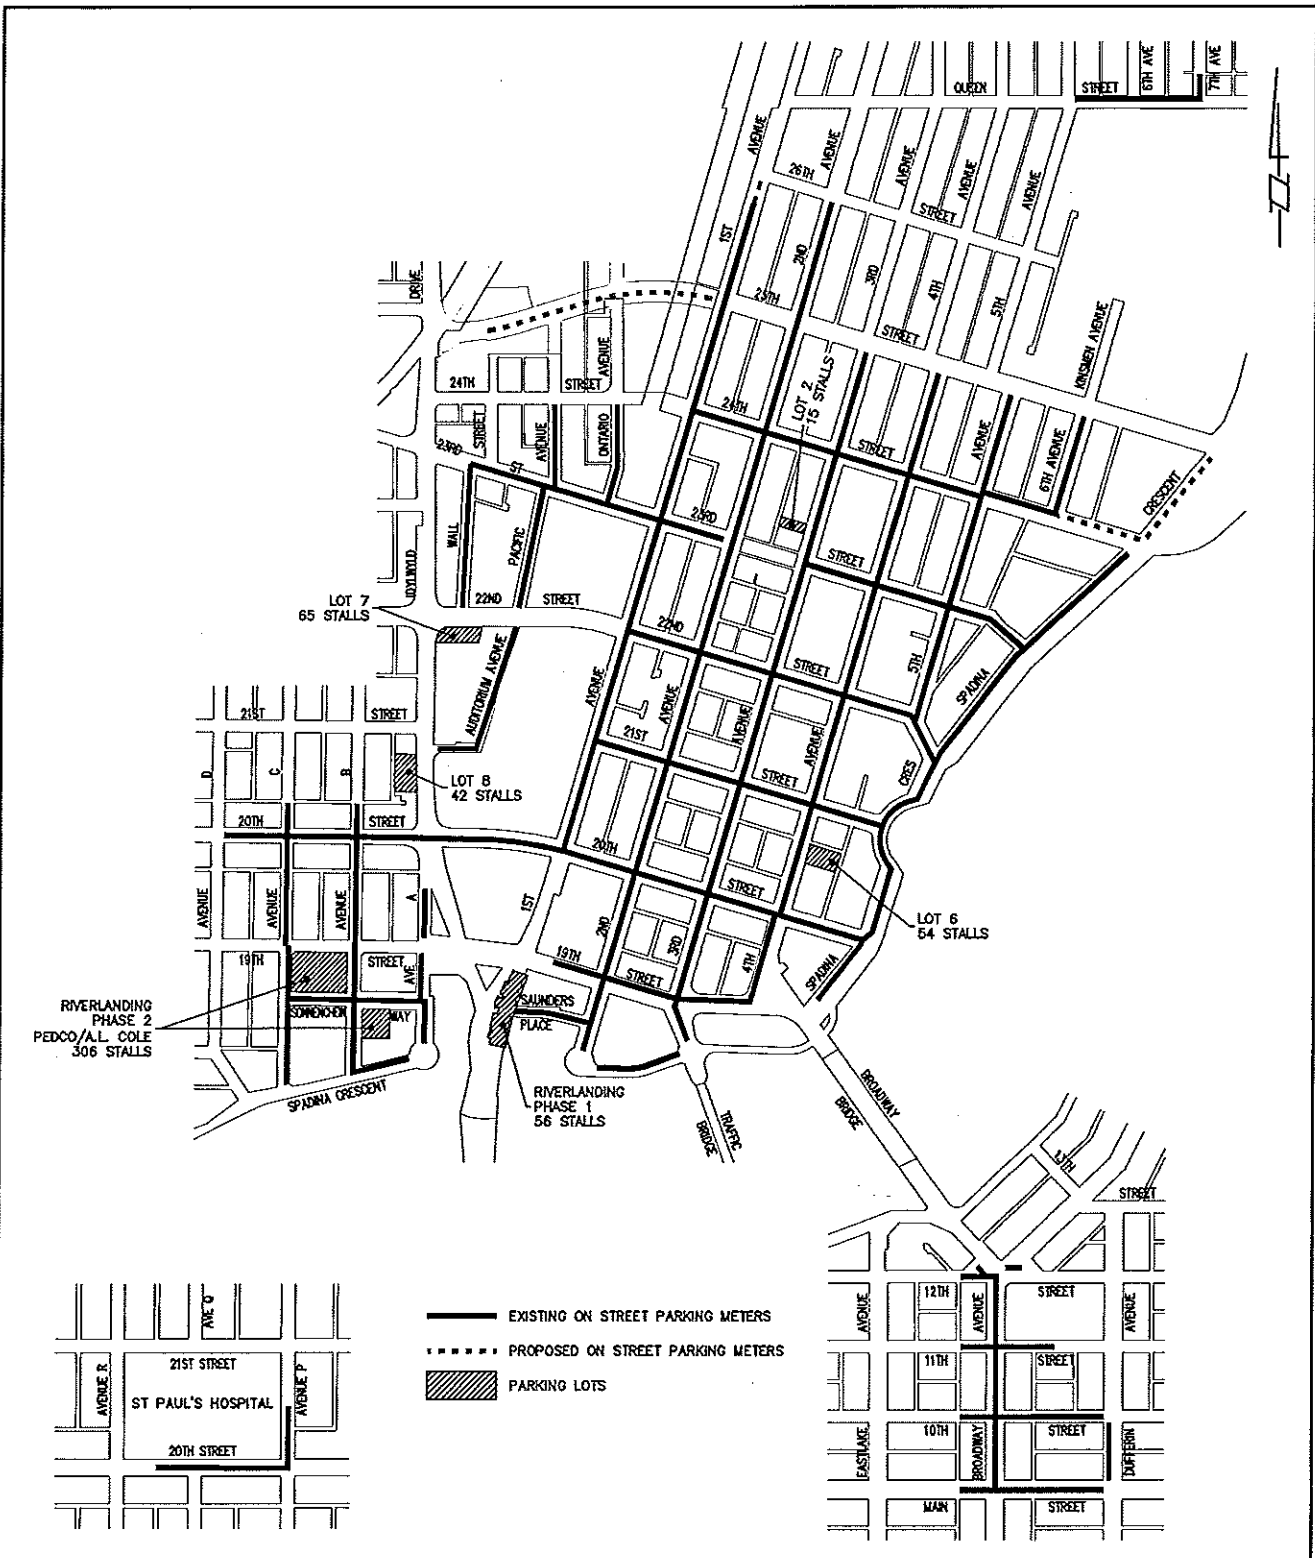 QUEEN
STREET
6TH AVE
7TH AVE
AVENUE
AVENUE
AVENUE
AVENUE
AVENUE
26TH
STREET
1ST
2ND
3RD
4TH
5TH
25TH
STREET
DRIVE
AVENUE
24TH
STREET
KINSMEN AVENUE
LOT 2
15 STALLS
24TH
STREET
AVENUE
6TH AVENUE
CRESCENT
23RD
STREET
ST
AVENUE
ONTARIO
23RD
STREET
WALL
PACIFIC
IDYLWYLD
22ND
STREET
LOT 7
65 STALLS
22ND
STREET
5TH
SPADINA
AUDITORIUM AVENUE
AVENUE
AVENUE
AVENUE
AVENUE
21ST
STREET
21ST
STREET
CRES
D
C
B
LOT 8
42 STALLS
20TH
STREET
20TH
STREET
AVENUE
AVENUE
AVENUE
A
1ST
2ND
3RD
4TH
LOT 6
54 STALLS
19TH
STREET
AVE
19TH
STREET
SPADINA
RIVERLANDING
PHASE 2
PEDCO/A.L. COLE
306 STALLS
SONNENCHEN
WAY
SAUNDERS
PLACE
SPADINA CRESCENT
RIVERLANDING
PHASE 1
56 STALLS
TRAFFIC
BRIDGE
BROADWAY
BRIDGE
13TH
STREET
12TH
STREET
AVENUE
AVENUE
AVENUE
11TH
STREET
10TH
STREET
EASTLAKE
BROADWAY
DUFFERIN
MAIN
STREET
AVE Q
21ST STREET
AVENUE R
AVENUE P
ST PAUL'S HOSPITAL
20TH STREET
EXISTING ON STREET PARKING METERS
PROPOSED ON STREET PARKING METERS
PARKING LOTS